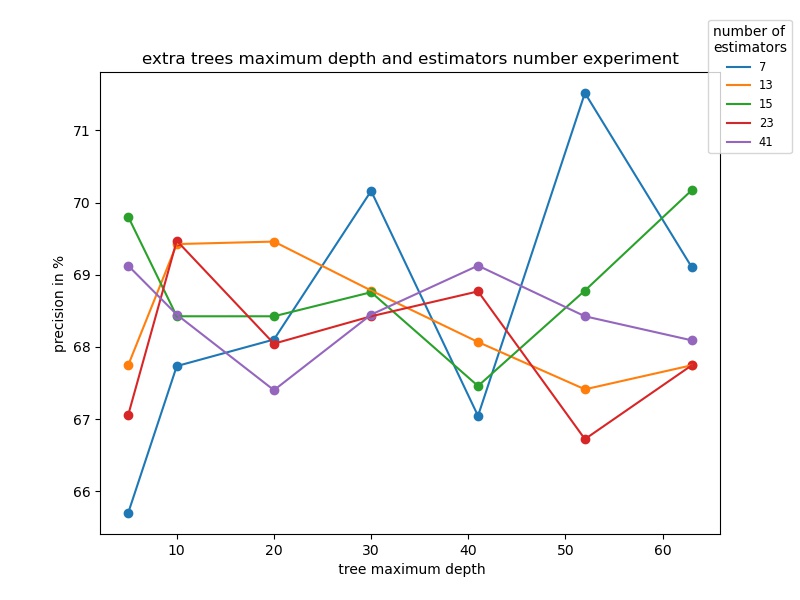 number of
estimators
7
13
15
23
41
extra trees maximum depth and estimators number experiment
precision in %
71
70
69
68
67
66
10 20 30 40 50 60
tree maximum depth